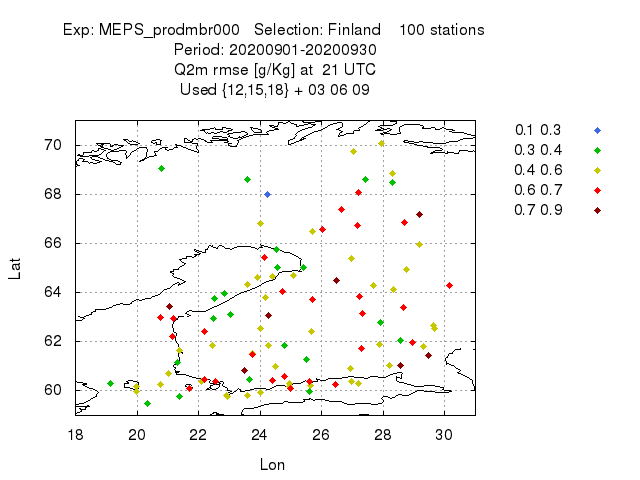 Exp: MEPS_prodmbr000   Selection: Finland    100 stations
Period: 20200901-20200930
Q2m rmse [g/Kg] at  21 UTC
Used {12,15,18} + 03 06 09
0.1 0.3
0.3 0.4
0.4 0.6
0.6 0.7
0.7 0.9
Lat
70
68
66
64
62
60
18 20 22 24 26 28 30
Lon